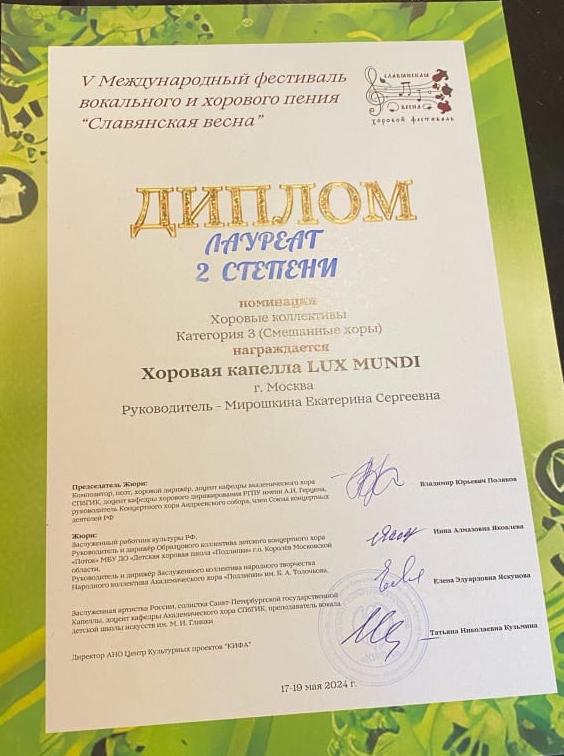 V Международный фестиваль
вокального и хорового пения
“Славянская весна”
СЛАВЯНСКАЯ
ВЕСНА
хоровой фестиваль
ДИПЛОМ
ЛАУРЕАТ
2 СТЕПЕНИ
номинация
Хоровые коллективы
Категория 3 (Смешанные хоры)
награждается
Хоровая капелла LUX MUNDI
г. Москва
Руководитель - Мирошкина Екатерина Сергеевна
Председатель Жюри:
Композитор, поэт, хоровой дирижёр, доцент кафедры академического хора
СПбГИК, доцент кафедры хорового дирижирования РГПУ имени А.И. Герцена,
руководитель Концертного хора Андреевского собора, член Союза концертных
деятелей РФ
Владимир Юрьевич Поляков
Жюри:
Заслуженный работник культуры РФ,
Руководитель и дирижёр Образцового коллектива детского концертного хора
«Поток» МБУ ДО «Детская хоровая школа «Подлипки» г.о. Королёв Московской
области,
Нина Алмазовна Яковлева
Руководитель и дирижёр Заслуженного коллектива народного творчества
Народного коллектива Академического хора «Подлипки» им. Б. А. Толочкова.
Елена Эдуардовна Яскунова
Заслуженная артистка России, солистка Санкт-Петербургской государственной
Капеллы, доцент кафедры Академического хора СПбГИК, преподаватель вокала
детской школы искусств им. М. И. Глинки
Татьяна Николаевна Кузьмина
Директор АНО Центр Культурных проектов "КИФА"
17-19 мая 2024 г.